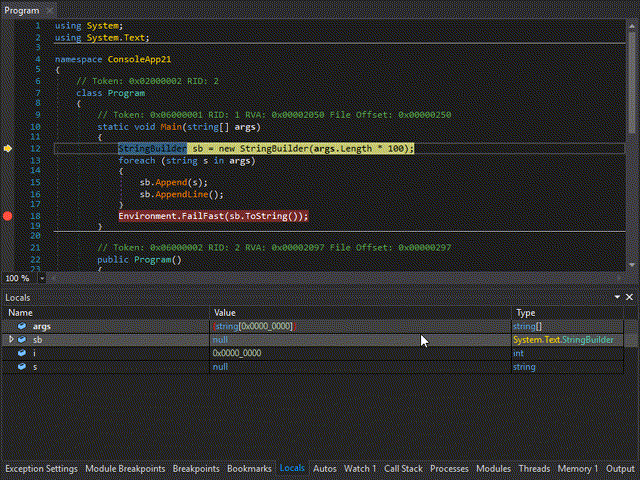 Program ×
1 using System;
2 using System.Text;
3
4 namespace ConsoleApp21
5 {
6 // Token: 0x02000002 RID: 2
7 class Program
8 {
9 // Token: 0x06000001 RID: 1 RVA: 0x00002050 File Offset: 0x00000250
10 static void Main(string[] args)
11 {
12 StringBuilder sb = new StringBuilder(args.Length * 100);
13 foreach (string s in args)
14 {
15 sb.Append(s);
16 sb.AppendLine();
17 }
18 Environment.FailFast(sb.ToString());
19 }
20
21 // Token: 0x06000002 RID: 2 RVA: 0x00002097 File Offset: 0x00000297
22 public Program()
23 {
100 %
Locals
Name Value Type
args string[0x0000_0000] string[]
sb null System.Text.StringBuilder
i 0x0000_0000 int
s null string
Exception Settings Module Breakpoints Breakpoints Bookmarks Locals Autos Watch 1 Call Stack Processes Modules Threads Memory 1 Output